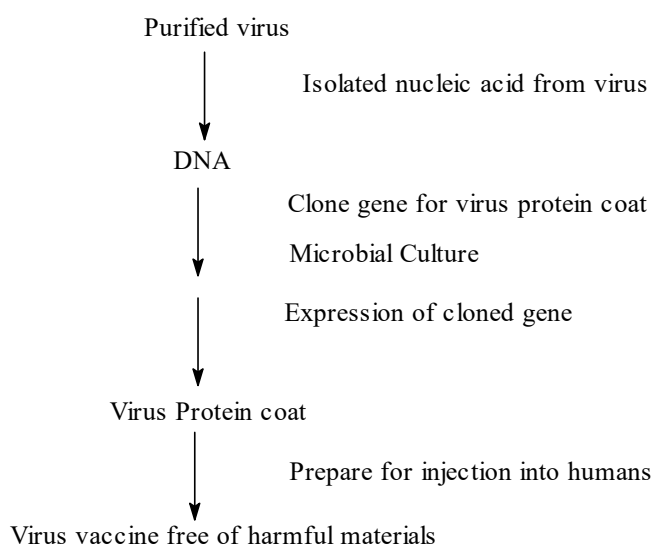 Purified virus
Isolated nucleic acid from virus
DNA
Clone gene for virus protein coat
Microbial Culture
Expression of cloned gene
Virus Protein coat
Prepare for injection into humans
Virus vaccine free of harmful materials